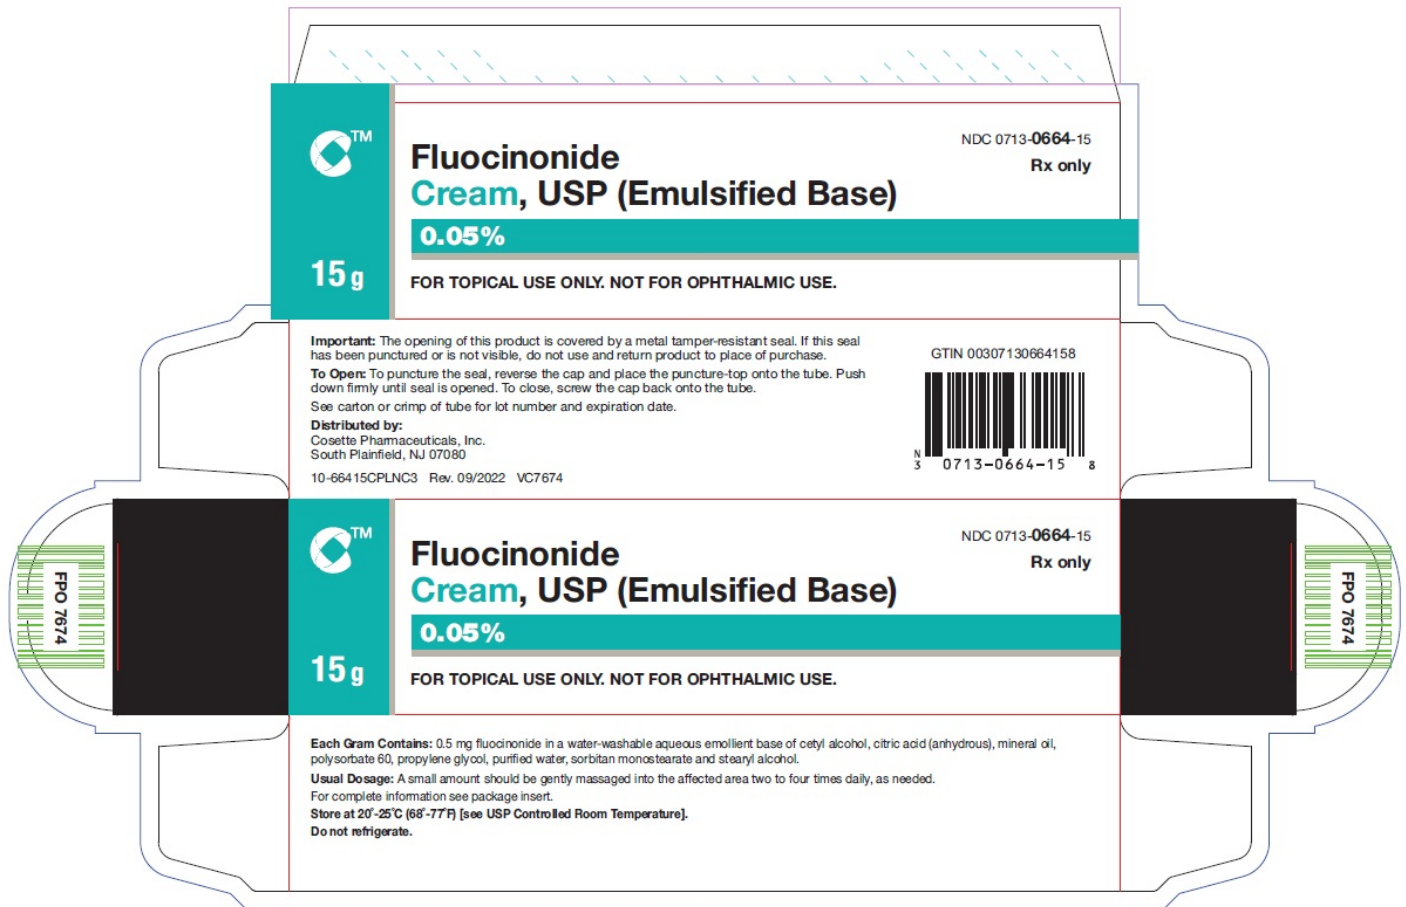 TM
Fluocinonide
Cream, USP (Emulsified Base)
NDC 0713-0664-15
Rx only
0.05%
15 g
FOR TOPICAL USE ONLY. NOT FOR OPHTHALMIC USE.
Important: The opening of this product is covered by a metal tamper-resistant seal. If this seal
has been punctured or is not visible, do not use and return product to place of purchase.
To Open: To puncture the seal, reverse the cap and place the puncture-top onto the tube. Push
down firmly until seal is opened. To close, screw the cap back onto the tube.
See carton or crimp of tube for lot number and expiration date.
Distributed by:
Cosette Pharmaceuticals, Inc.
South Plainfield, NJ 07080
10-66415CPLNC3 Rev. 09/2022 VC7674
GTIN 00307130664158
N
3 0713-0664-15 8
TM
Fluocinonide
Cream, USP (Emulsified Base)
NDC 0713-0664-15
Rx only
0.05%
15 g
FOR TOPICAL USE ONLY. NOT FOR OPHTHALMIC USE.
FPO 7674
FPO 7674
Each Gram Contains: 0.5 mg fluocinonide in a water-washable aqueous emollient base of cetyl alcohol, citric acid (anhydrous), mineral oil,
polysorbate 60, propylene glycol, purified water, sorbitan monostearate and stearyl alcohol.
Usual Dosage: A small amount should be gently massaged into the affected area two to four times daily, as needed.
For complete information see package insert.
Store at 20°-25°C (68°-77°F) [see USP Controlled Room Temperature].
Do not refrigerate.